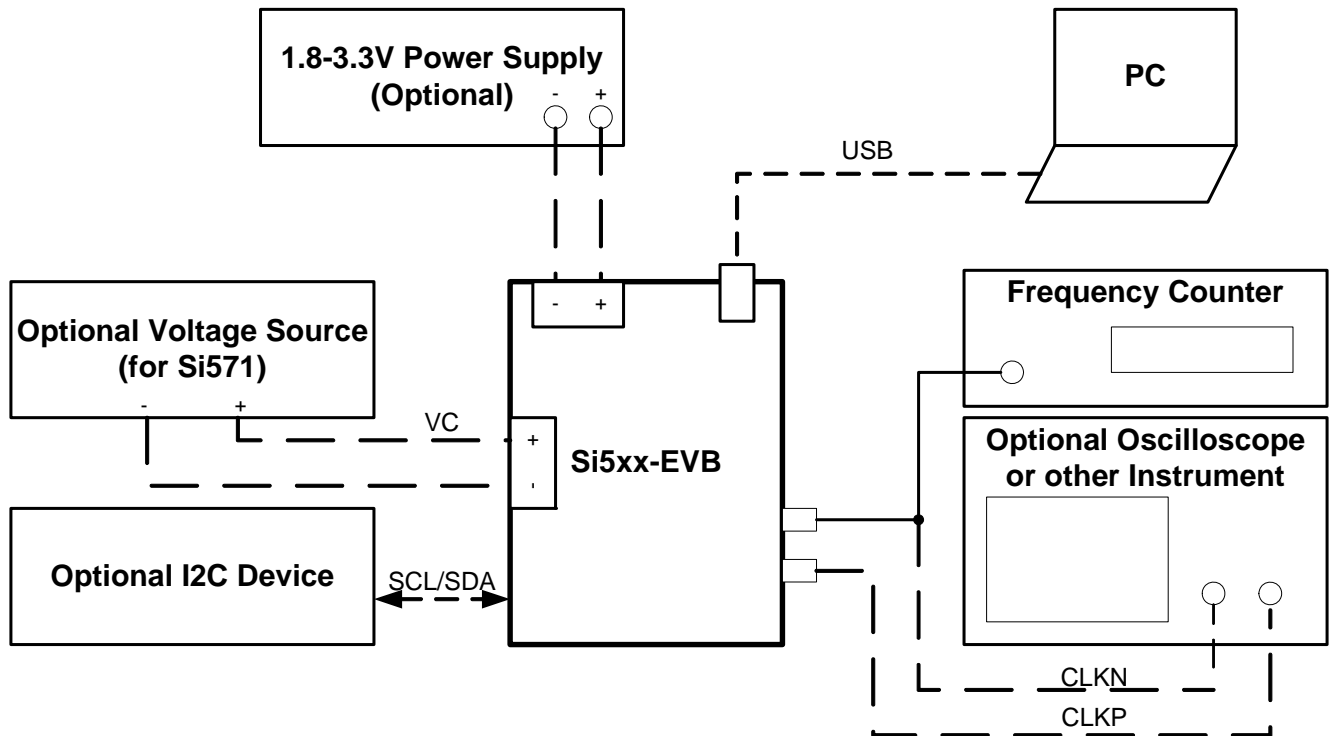 1.8-3.3V Power Supply
(Optional)
- +
PC
USB
- +
Optional Voltage Source
(for Si571)
- +
VC
+
-
Si5xx-EVB
Frequency Counter
Optional Oscilloscope
or other Instrument
Optional I2C Device
SCL/SDA
CLKN
CLKP